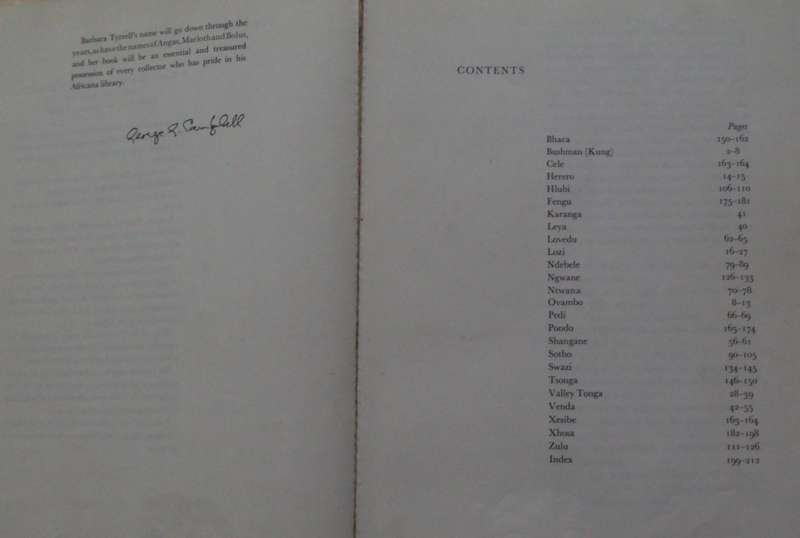 Barbara Tyrrell's name will go down through the
years, as have the names of Angas, Marloth and Bolus,
and her book will be an essential and treasured
possession of every collector who has pride in his
Africana library.
George G. Campbell
CONTENTS
Pages
Bhaca 150–162
Bushman (Kung) 2–8
Cele 163–164
Herero 14–15
Hlubi 106–110
Fengu 175–181
Karanga 41
Leya 40
Lovedu 62–65
Lozi 16–27
Ndebele 79–89
Ngwane 126–133
Ntwana 70–78
Ovambo 8–13
Pedi 66–69
Pondo 165–174
Shangane 56–61
Sotho 90–105
Swazi 134–145
Tsonga 146–150
Valley Tonga 28–39
Venda 42–55
Xesibe 163–164
Xhosa 182–198
Zulu 111–126
Index 199–212